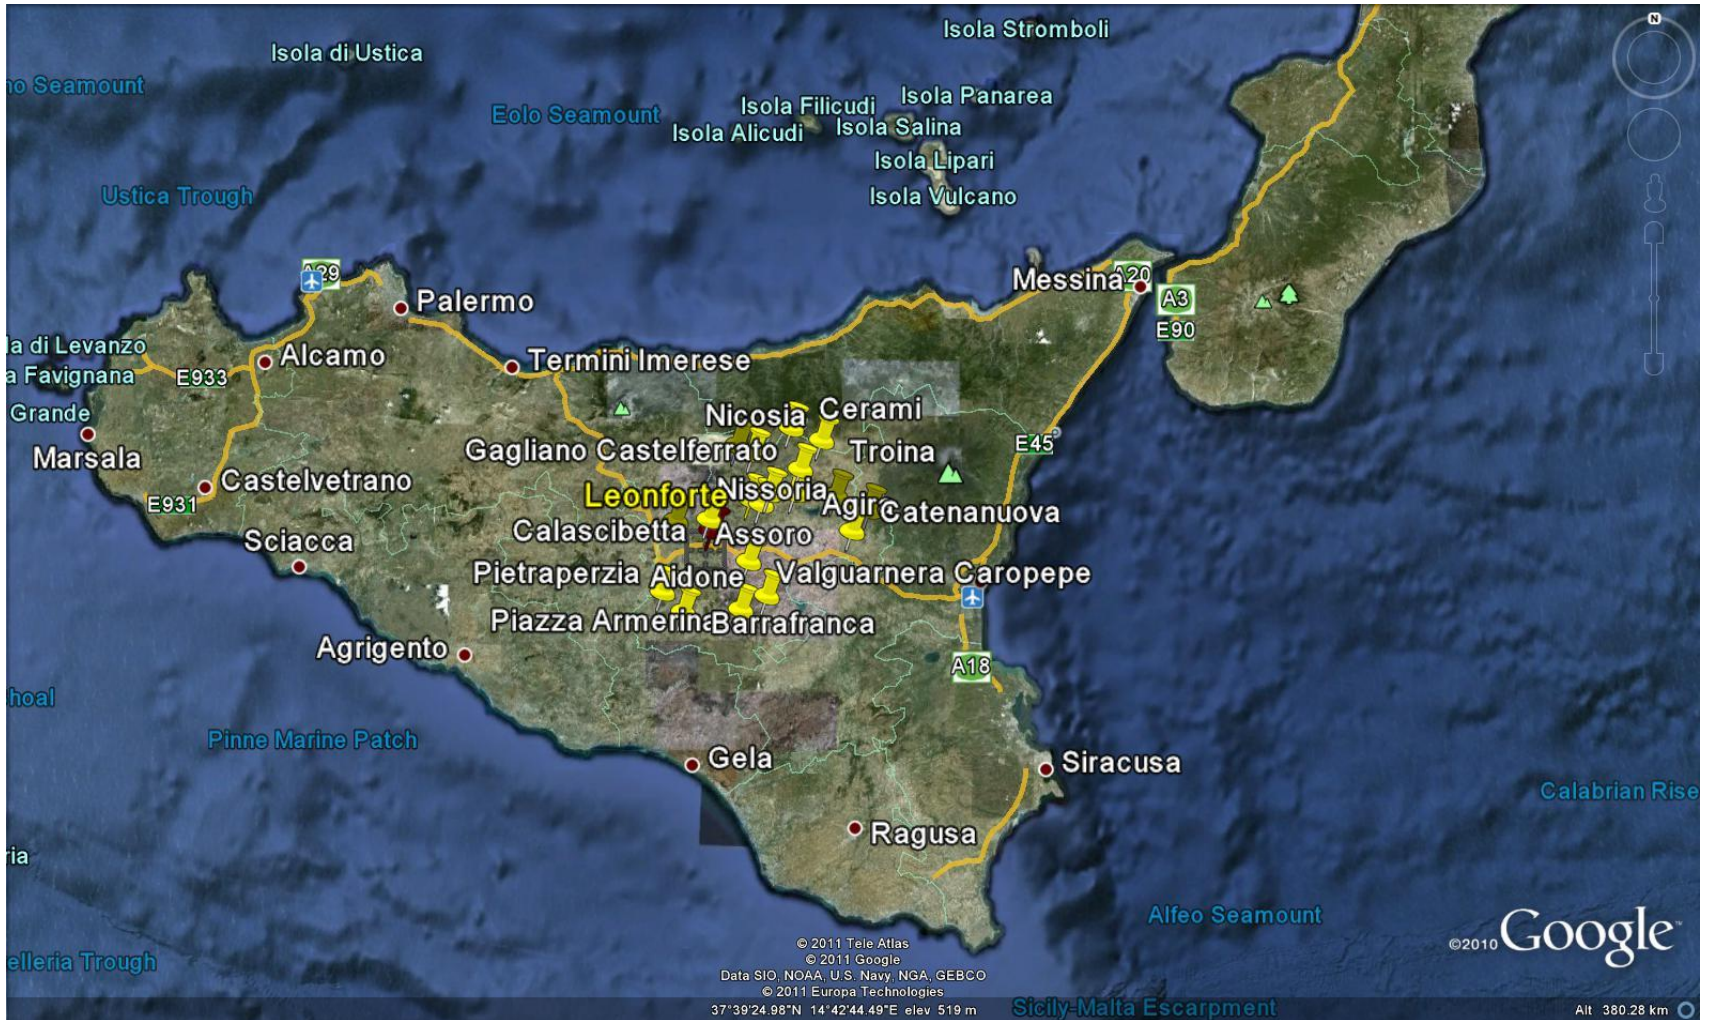 Isola Stromboli
Isola di Ustica
no Seamount
Isola Panarea
Isola Filicudi
Eolo Seamount
Isola Salina
Isola Alicudi
Isola Lipari
Ustica Trough
Isola Vulcano
N
A29
Messina
A20
Palermo
A3
E90
la di Levanzo
Alcamo
Termini Imerese
a Favignana
E933
Grande
Nicosia
Cerami
E45
Marsala
Gagliano Castelferrato
Troina
Castelvetrano
Leonforte
Nissoria
E931
Agira
Catenanuova
Calascibetta
Assoro
Sciacca
Pietraperzia
Aidone
Valguarnera Caropepe
Piazza Armerina
Barrafranca
Agrigento
A18
hoal
Pinne Marine Patch
Gela
Siracusa
Calabrian Rise
Ragusa
ria
Alfeo Seamount
©2010 Google
© 2011 Tele Atlas
© 2011 Google
elleria Trough
Data SIO, NOAA, U.S. Navy, NGA, GEBCO
© 2011 Europa Technologies
Sicily-Malta Escarpment
37°39'24.98"N 14°42'44.49"E elev 519 m
Alt 380.28 km